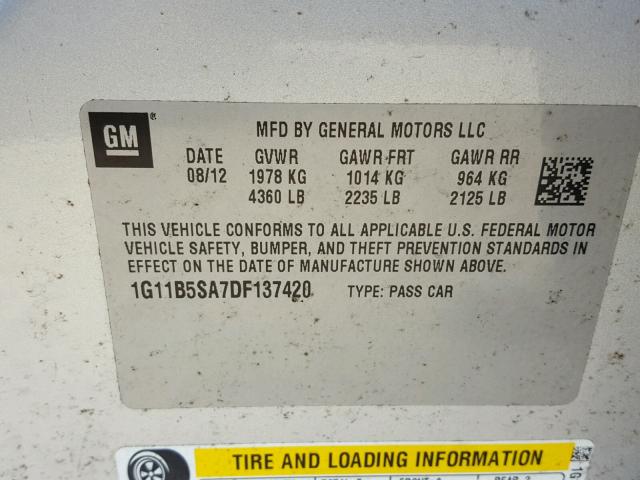 GM
®
MFD BY GENERAL MOTORS LLC
DATE GVWR GAWR FRT GAWR RR
08/12 1978 KG 1014 KG 964 KG
4360 LB 2235 LB 2125 LB
THIS VEHICLE CONFORMS TO ALL APPLICABLE U.S. FEDERAL MOTOR
VEHICLE SAFETY, BUMPER, AND THEFT PREVENTION STANDARDS IN
EFFECT ON THE DATE OF MANUFACTURE SHOWN ABOVE.
1G11B5SA7DF137420 TYPE: PASS CAR
TIRE AND LOADING INFORMATION